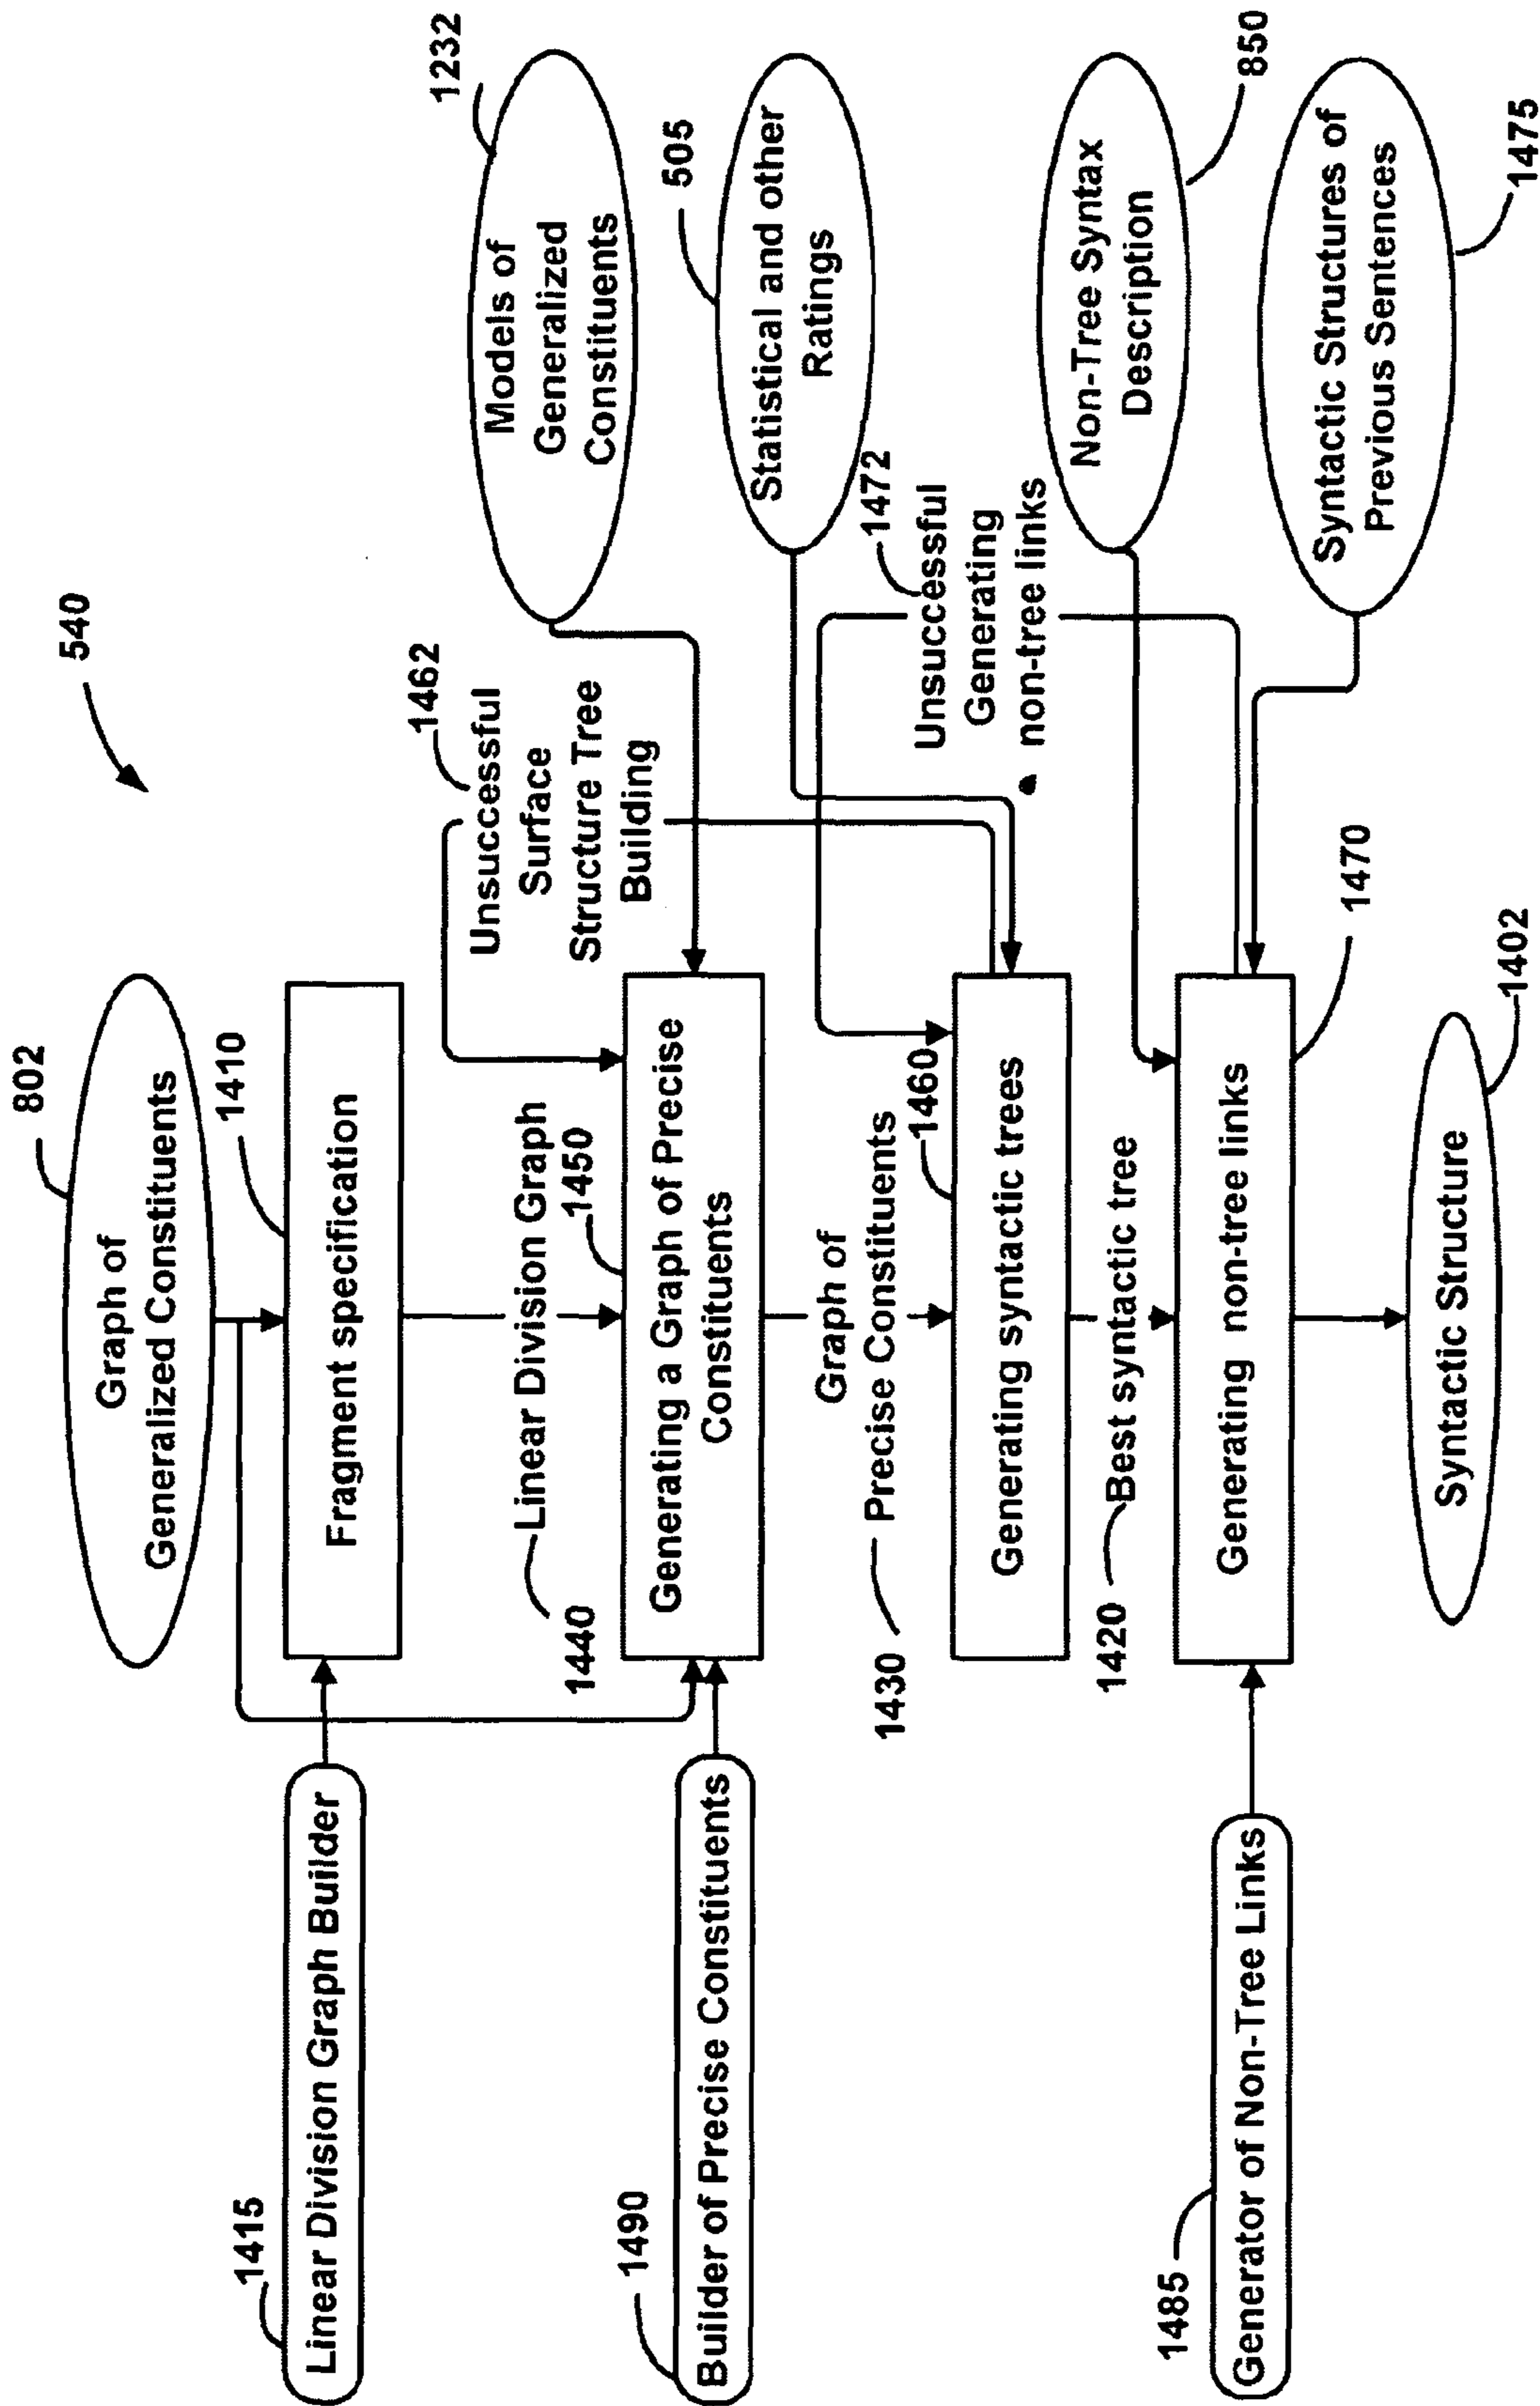 540
802
Graph of
Generalized Constituents
1415
Linear Division Graph Builder
1410
Fragment specification
1462
Unsuccessful
Surface
Structure Tree
Building
1232
Models of
Generalized
Constituents
1440
Linear Division Graph
1450
1490
Builder of Precise Constituents
Generating a Graph of Precise
Constituents
505
Statistical and other
Ratings
1430
Graph of
Precise Constituents
1460
Generating syntactic trees
1472
Unsuccessful
Generating
non-tree links
850
Non-Tree Syntax
Description
1420
Best syntactic tree
1485
Generator of Non-Tree Links
Generating non-tree links
1470
Syntactic Structures of
Previous Sentences
1475
Syntactic Structure
1402